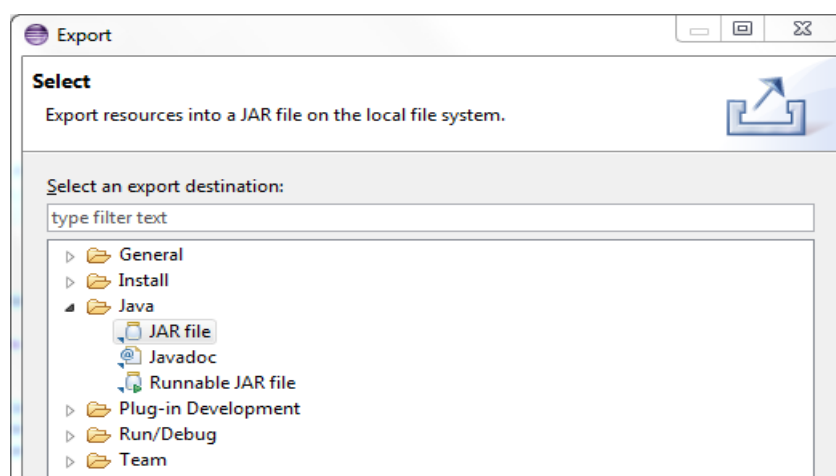 Export
Select
Export resources into a JAR file on the local file system.
Select an export destination:
type filter text
General
Install
Java
JAR file
Javadoc
Runnable JAR file
Plug-in Development
Run/Debug
Team